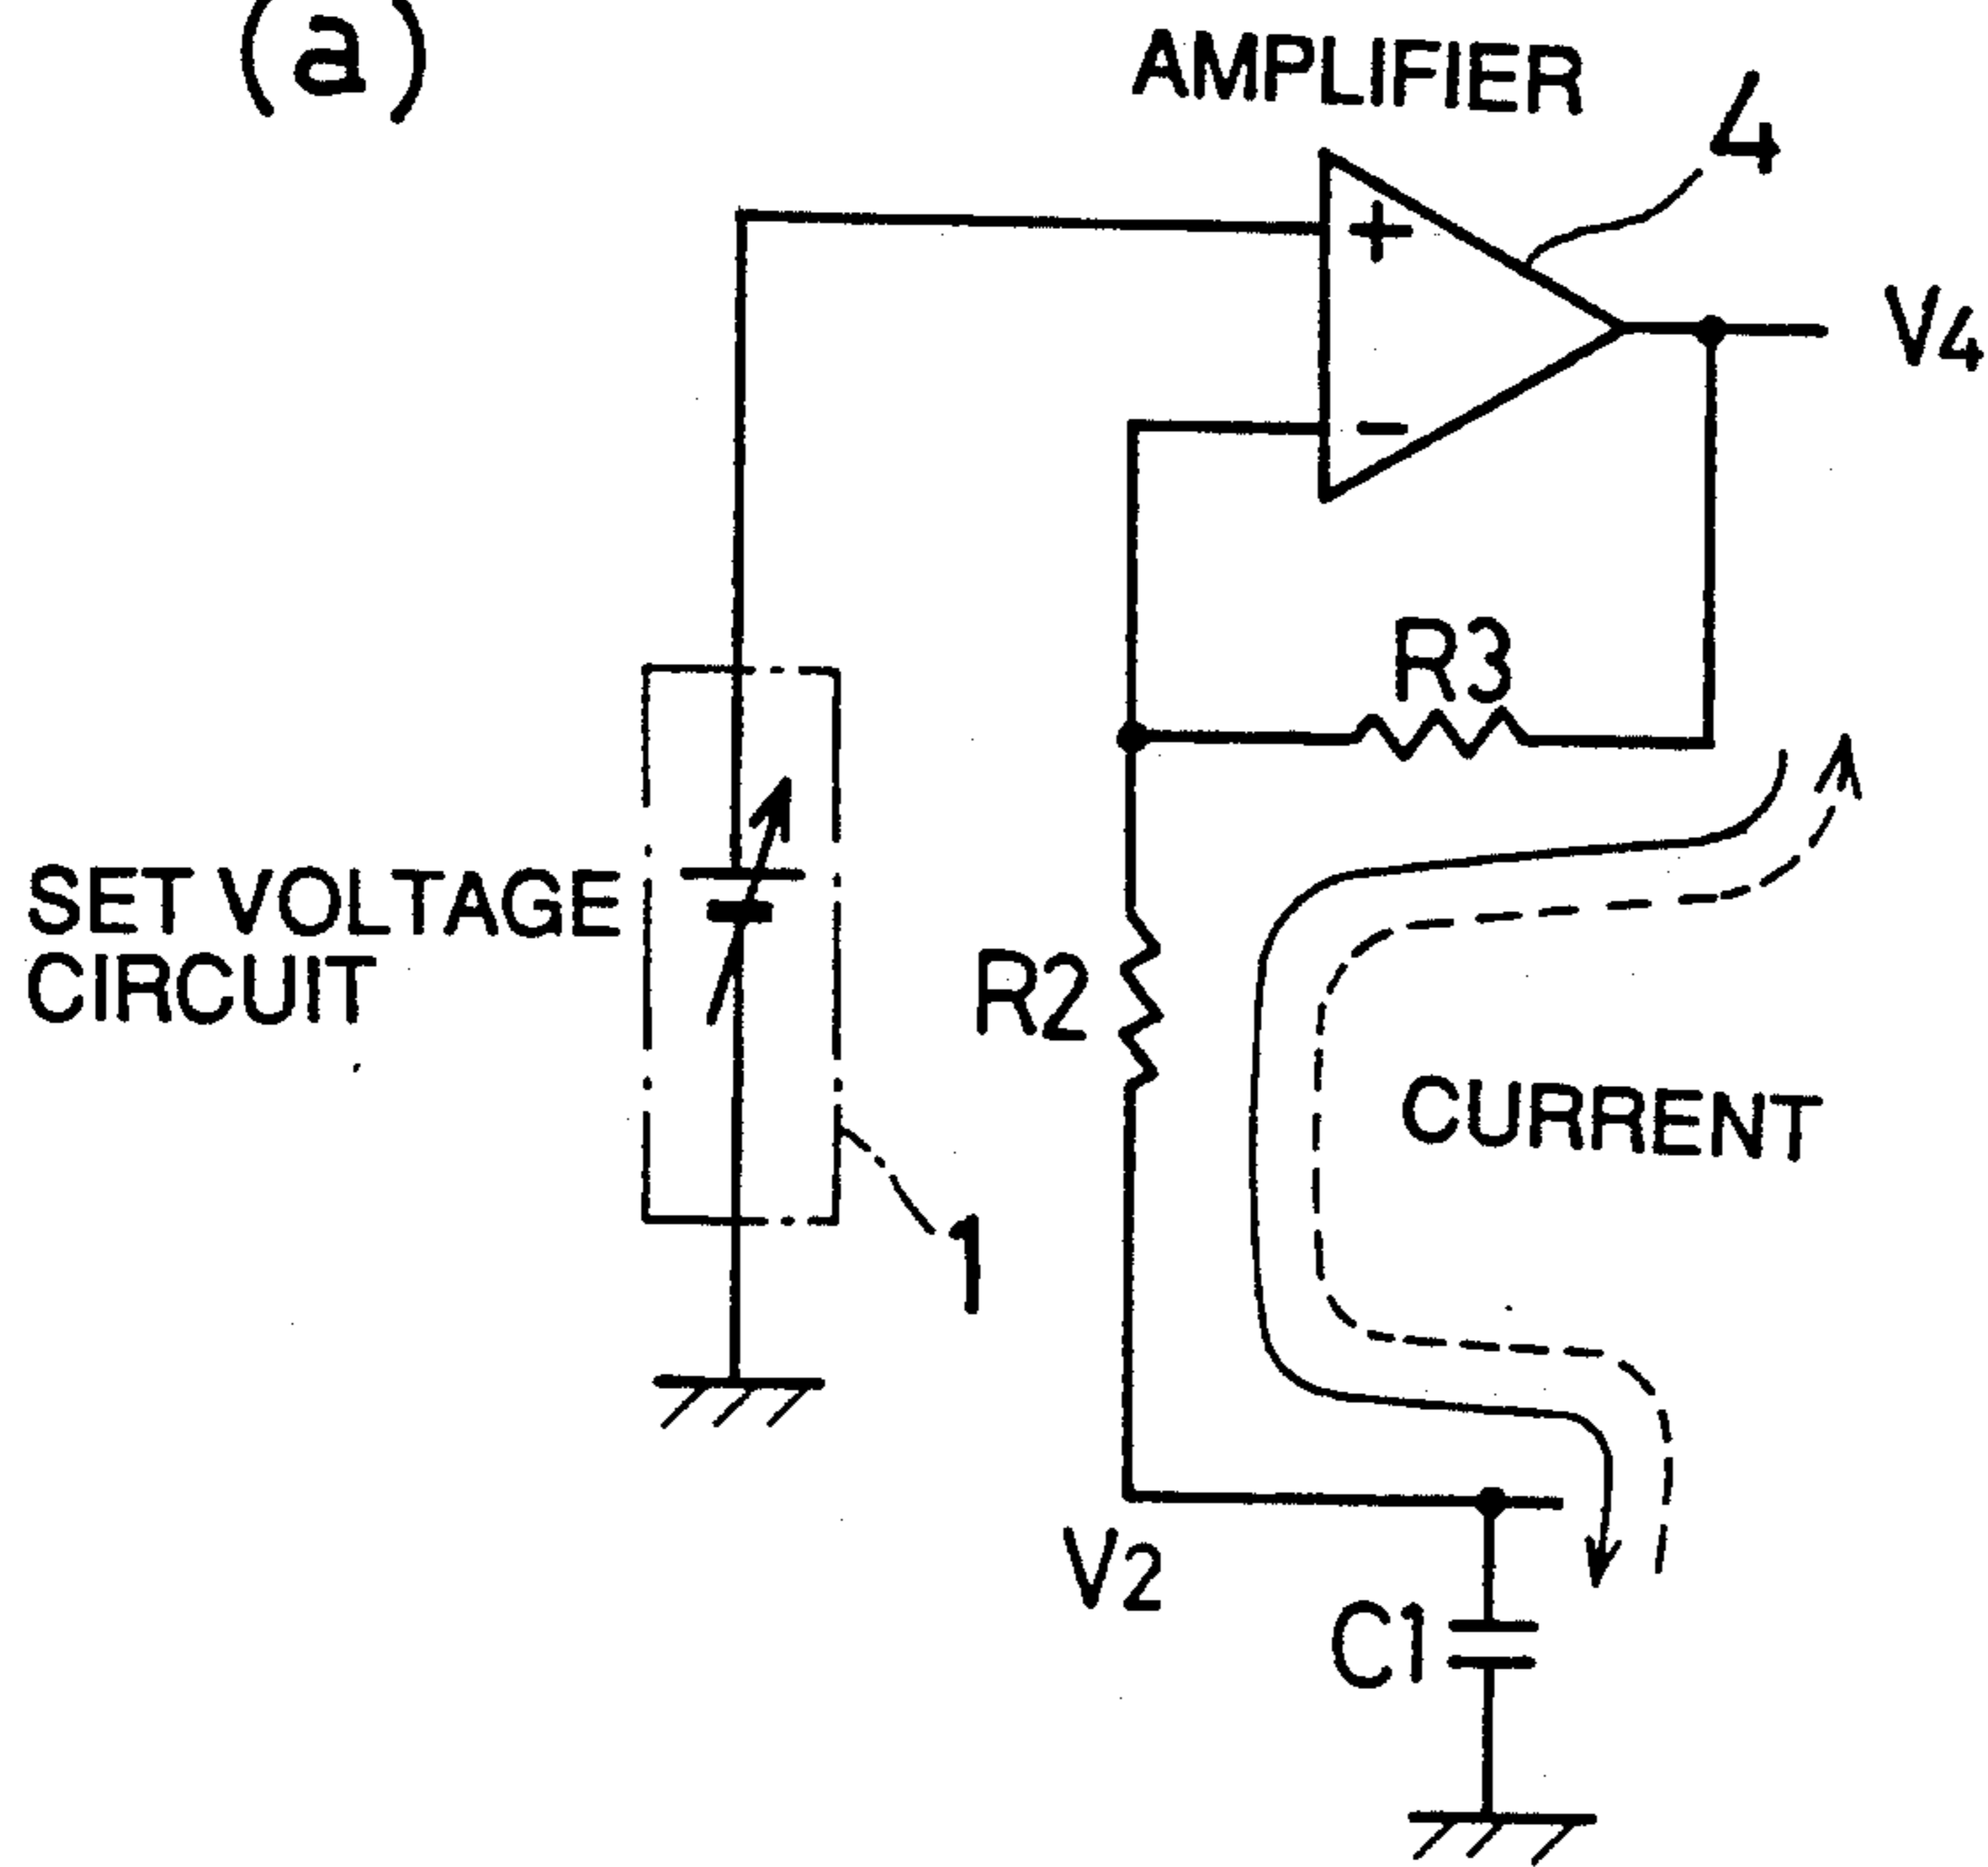 (a)
AMPLIFIER
4
+
V4
−
R3
SET VOLTAGE
CIRCUIT
R2
CURRENT
1
V2
C1